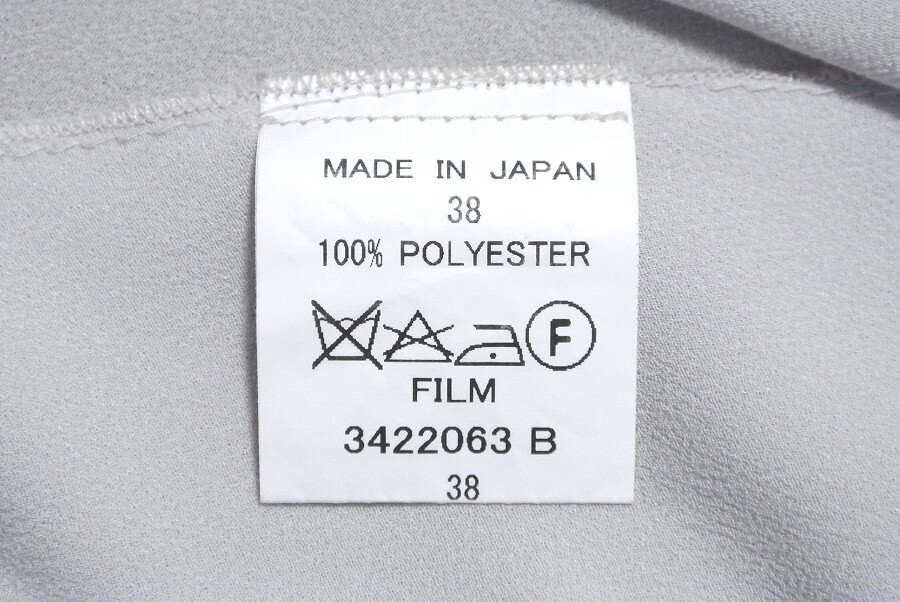 MADE IN JAPAN
38
100% POLYESTER
F
FILM
3422063 B
38